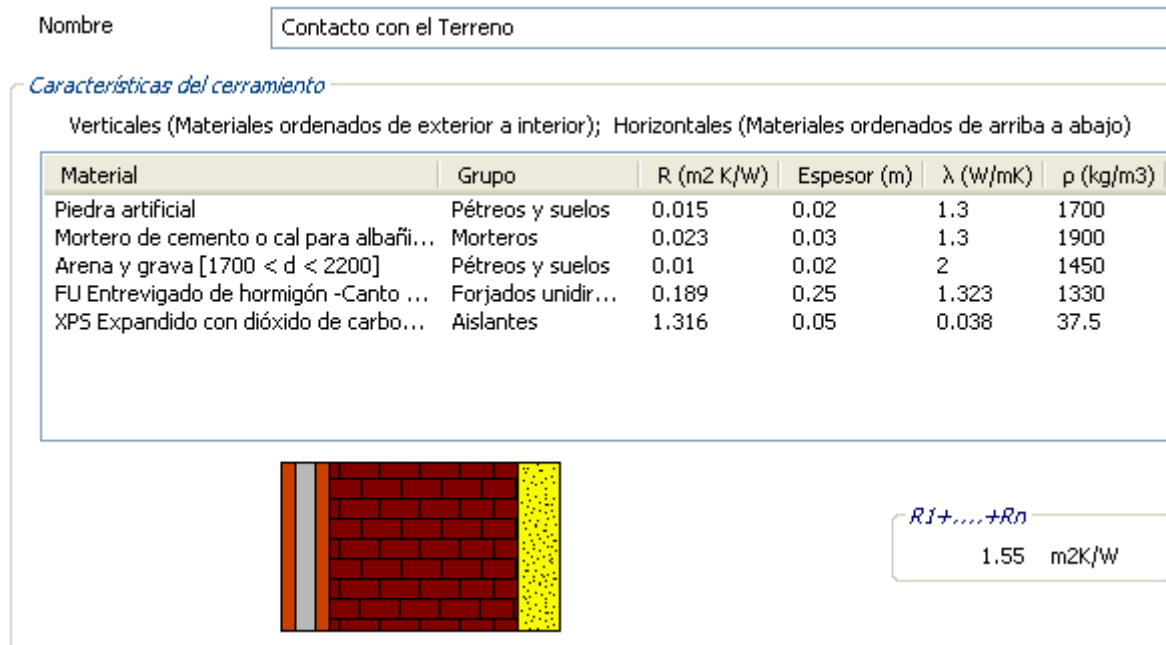 Nombre Contacto con el Terreno
Características del cerramiento
Verticales (Materiales ordenados de exterior a interior); Horizontales (Materiales ordenados de arriba a abajo)
Material Grupo R (m2 K/W) Espesor (m) λ (W/mK) ρ (kg/m3)
Piedra artificial Pétreos y suelos 0.015 0.02 1.3 1700
Mortero de cemento o cal para albañi... Morteros 0.023 0.03 1.3 1900
Arena y grava [1700 < d < 2200] Pétreos y suelos 0.01 0.02 2 1450
FU Entrevigado de hormigón -Canto ... Forjados unidir... 0.189 0.25 1.323 1330
XPS Expandido con dióxido de carbo... Aislantes 1.316 0.05 0.038 37.5
R1+....+Rn
1.55 m2K/W